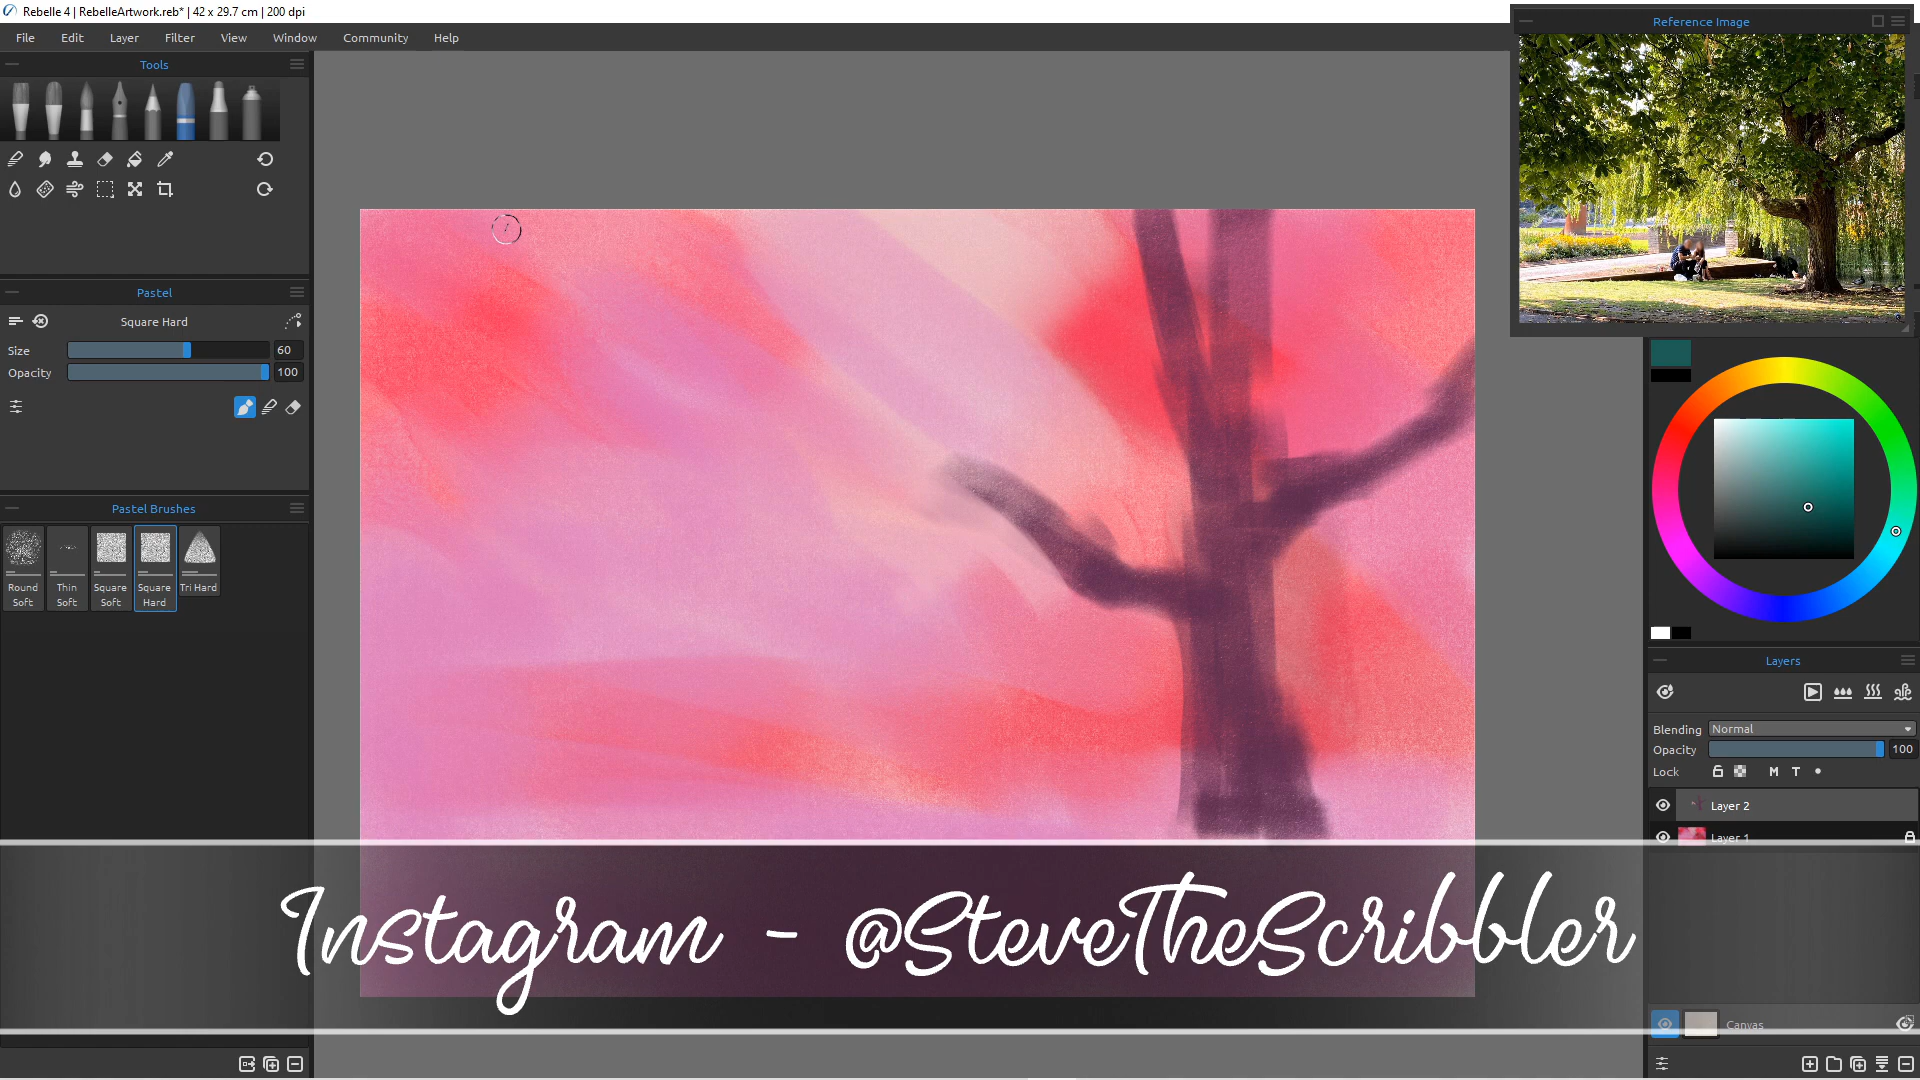 Rebelle 4 | RebelleArtwork.reb* | 42 x 29.7 cm | 200 dpi
File Edit Layer Filter View Window Community Help
Reference Image
Tools
Pastel
Square Hard
Size 60
Opacity 100
Pastel Brushes
Round Soft
Thin Soft
Square Soft
Square Hard
Tri Hard
Layers
Blending Normal
Opacity 100
Lock M T
Layer 2
Layer 1
Instagram - @SteveTheScribbler
Canvas